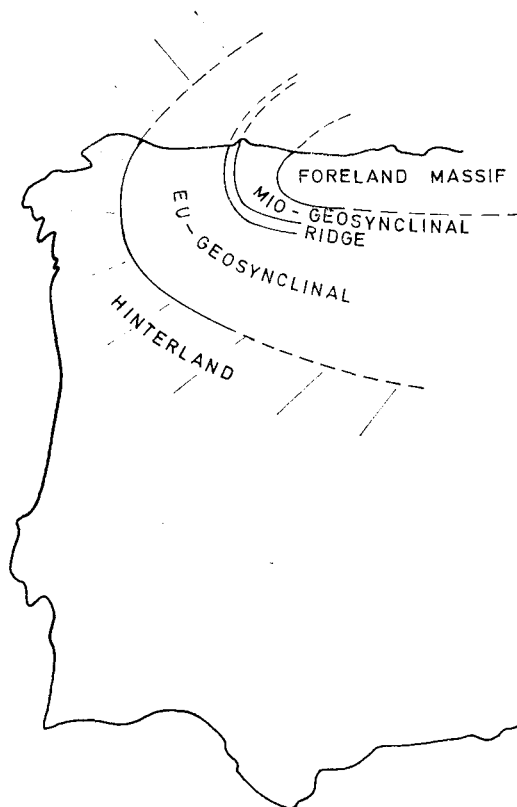 FORELAND MASSIF
MIO-GEOSYNCLINAL
RIDGE
EU-GEOSYNCLINAL
HINTERLAND